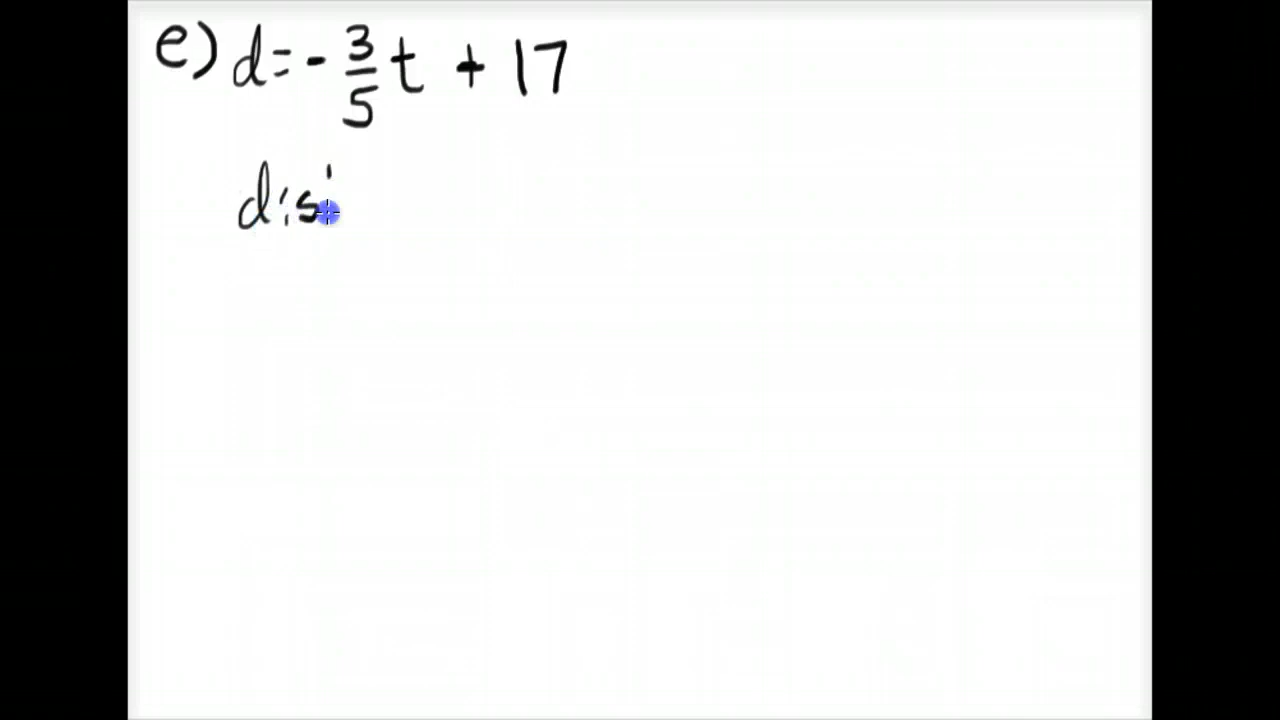 e) d = - 3/5 t + 17
dis